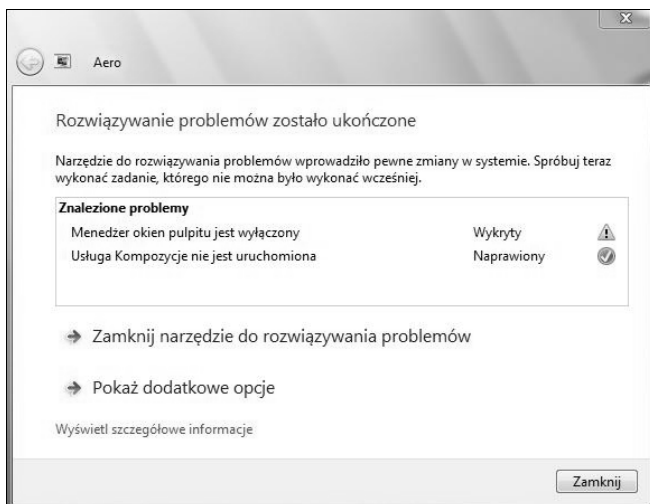 Aero
Rozwiązywanie problemów zostało ukończone
Narzędzie do rozwiązywania problemów wprowadziło pewne zmiany w systemie. Spróbuj teraz
wykonać zadanie, którego nie można było wykonać wcześniej.
Znalezione problemy
Menedżer okien pulpitu jest wyłączony Wykryty
Usługa Kompozycje nie jest uruchomiona Naprawiony
Zamknij narzędzie do rozwiązywania problemów
Pokaż dodatkowe opcje
Wyświetl szczegółowe informacje
Zamknij